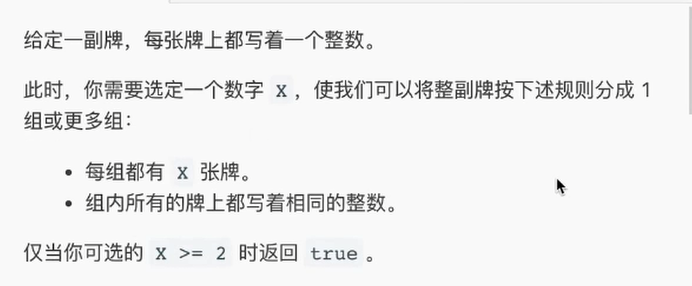 给定一副牌，每张牌上都写着一个整数。
此时，你需要选定一个数字 X，使我们可以将整副牌按下述规则分成 1
组或更多组：
• 每组都有 X 张牌。
• 组内所有的牌上都写着相同的整数。
仅当你可选的 X >= 2 时返回 true。